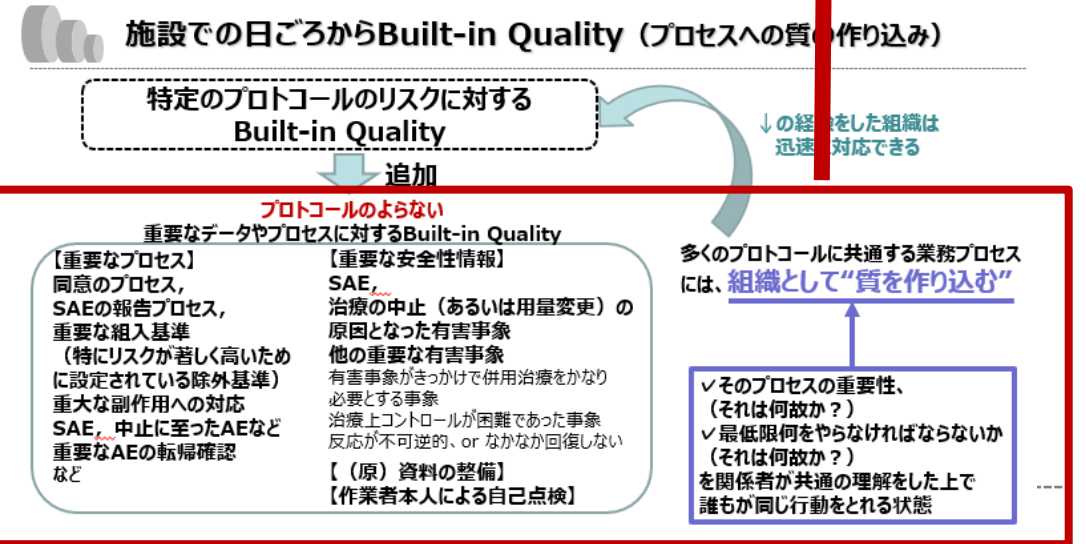 施設での日ごろからBuilt-in Quality（プロセスへの質の作り込み）
特定のプロトコールのリスクに対する
Built-in Quality
↓の経験をした組織は
迅速に対応できる
追加
プロトコールのよらない
重要なデータやプロセスに対するBuilt-in Quality
【重要なプロセス】
同意のプロセス,
SAEの報告プロセス,
重要な組入基準
（特にリスクが著しく高いため
に設定されている除外基準）
重大な副作用への対応
SAE, 中止に至ったAEなど
重要なAEの転帰確認
など
【重要な安全性情報】
SAE,
治療の中止（あるいは用量変更）の
原因となった有害事象
他の重要な有害事象
有害事象がきっかけで併用治療をかなり
必要とする事象
治療上コントロールが困難であった事象
反応が不可逆的、or なかなか回復しない
【（原）資料の整備】
【作業者本人による自己点検】
多くのプロトコールに共通する業務プロセス
には、組織として“質を作り込む”
✓そのプロセスの重要性、
（それは何故か？）
✓最低限何をやらなければならないか
（それは何故か？）
を関係者が共通の理解をした上で
誰もが同じ行動をとれる状態